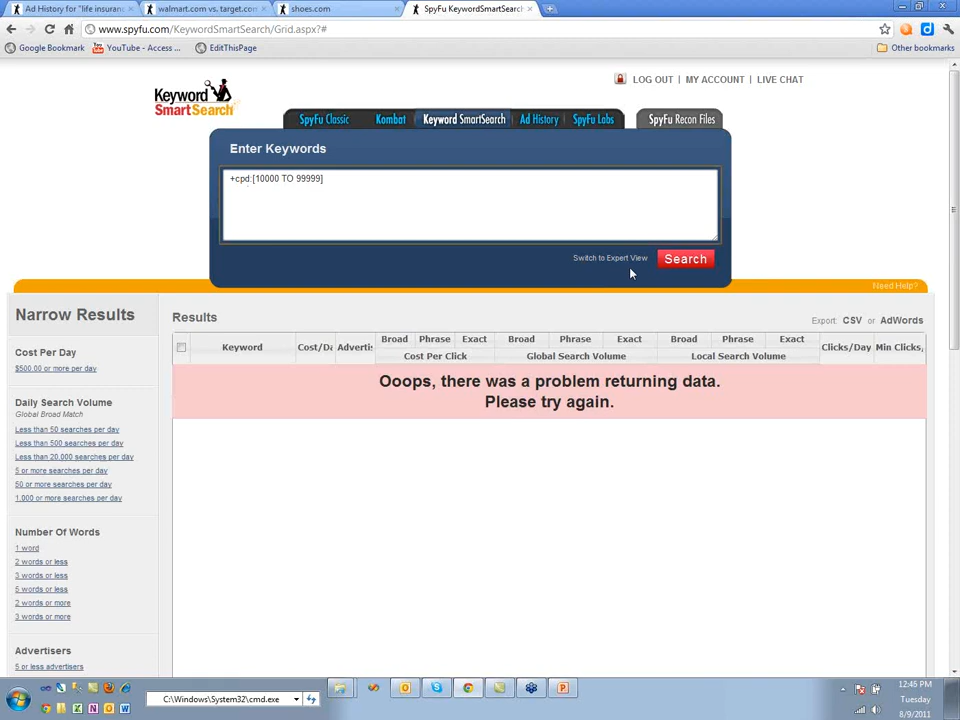 Ad History for "life insuranc
walmart.com vs. target.com
shoes.com
SpyFu KeywordSmartSearch
www.spyfu.com/KeywordSmartSearch/Grid.aspx?#
Google Bookmark
YouTube - Access ...
EditThisPage
Other bookmarks
Keyword
SmartSearch
LOG OUT | MY ACCOUNT | LIVE CHAT
SpyFu Classic
Kombat
Keyword SmartSearch
Ad History
SpyFu Labs
SpyFu Recon Files
Enter Keywords
+cpd:[10000 TO 99999]
Switch to Expert View
Search
Need Help?
Narrow Results
Cost Per Day
$500.00 or more per day
Daily Search Volume
Global Broad Match
Less than 50 searches per day
Less than 500 searches per day
Less than 20,000 searches per day
5 or more searches per day
50 or more searches per day
1,000 or more searches per day
Number Of Words
1 word
2 words or less
3 words or less
5 words or less
2 words or more
3 words or more
Advertisers
5 or less advertisers
Results
Export: CSV or AdWords
Keyword
Cost/Da
Adverti
Broad Phrase Exact
Cost Per Click
Broad Phrase Exact
Global Search Volume
Broad Phrase Exact
Local Search Volume
Clicks/Day
Min Clicks,
Ooops, there was a problem returning data.
Please try again.
C:\Windows\System32\cmd.exe
12:45 PM
Tuesday
8/9/2011